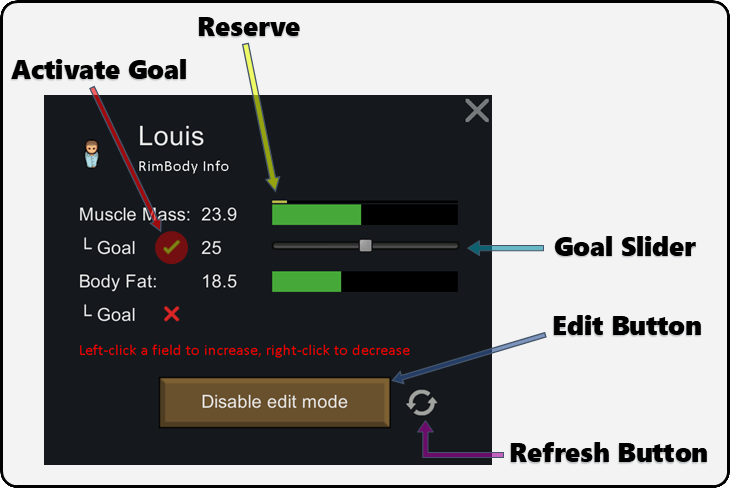 Reserve
Activate Goal
Louis
RimBody Info
Muscle Mass: 23.9
└ Goal 25
Goal Slider
Body Fat: 18.5
└ Goal
Edit Button
Left-click a field to increase, right-click to decrease
Disable edit mode
Refresh Button